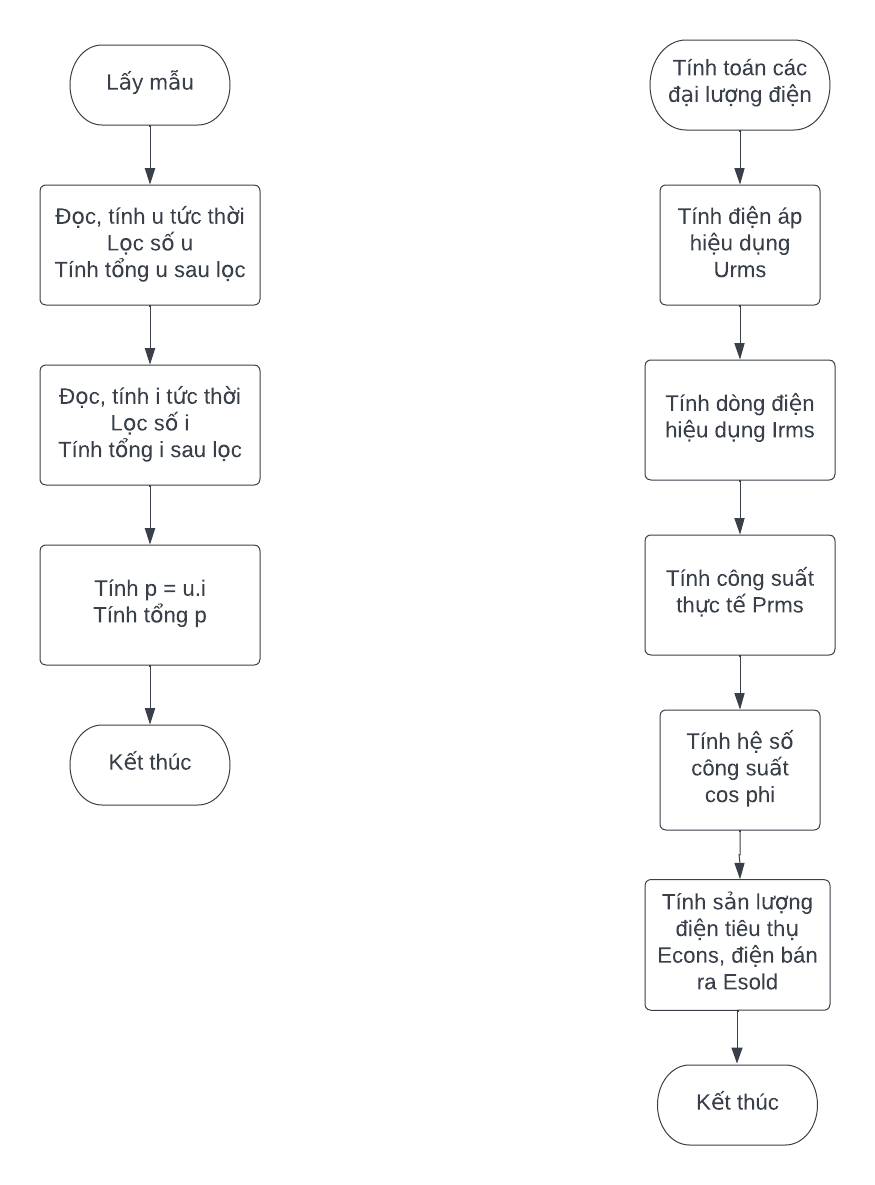 Lấy mẫu
Đọc, tính u tức thời
Lọc số u
Tính tổng u sau lọc
Đọc, tính i tức thời
Lọc số i
Tính tổng i sau lọc
Tính p = u.i
Tính tổng p
Kết thúc
Tính toán các
đại lượng điện
Tính điện áp
hiệu dụng
Urms
Tính dòng điện
hiệu dụng Irms
Tính công suất
thực tế Prms
Tính hệ số
công suất
cos phi
Tính sản lượng
điện tiêu thụ
Econs, điện bán
ra Esold
Kết thúc